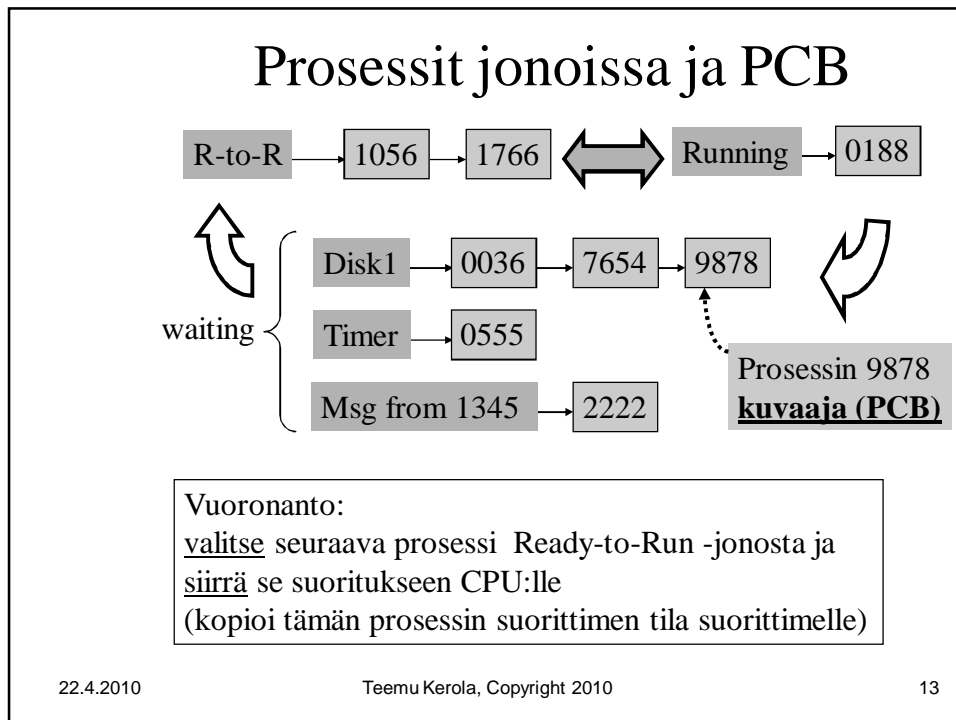 Prosessit jonoissa ja PCB
R-to-R 1056 1766 Running 0188
Disk1 0036 7654 9878
waiting
Timer 0555
Msg from 1345 2222
Prosessin 9878
kuvaaja (PCB)
Vuoronanto:
valitse seuraava prosessi Ready-to-Run -jonosta ja
siirrä se suoritukseen CPU:lle
(kopioi tämän prosessin suorittimen tila suorittimelle)
22.4.2010 Teemu Kerola, Copyright 2010 13